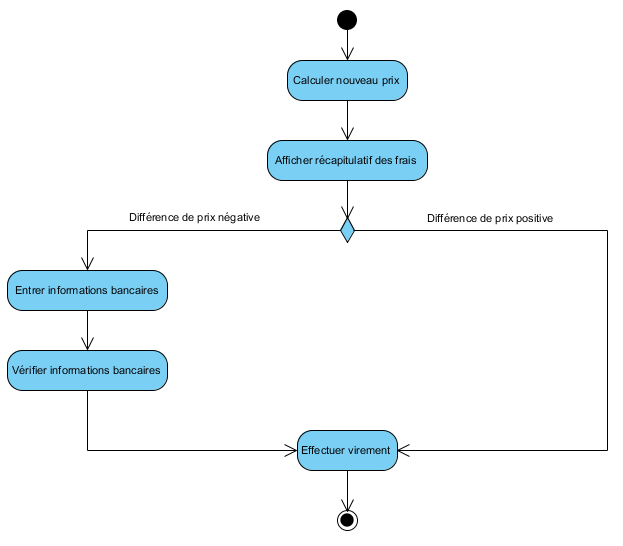 Calculer nouveau prix
Afficher récapitulatif des frais
Différence de prix négative
Différence de prix positive
Entrer informations bancaires
Vérifier informations bancaires
Effectuer virement